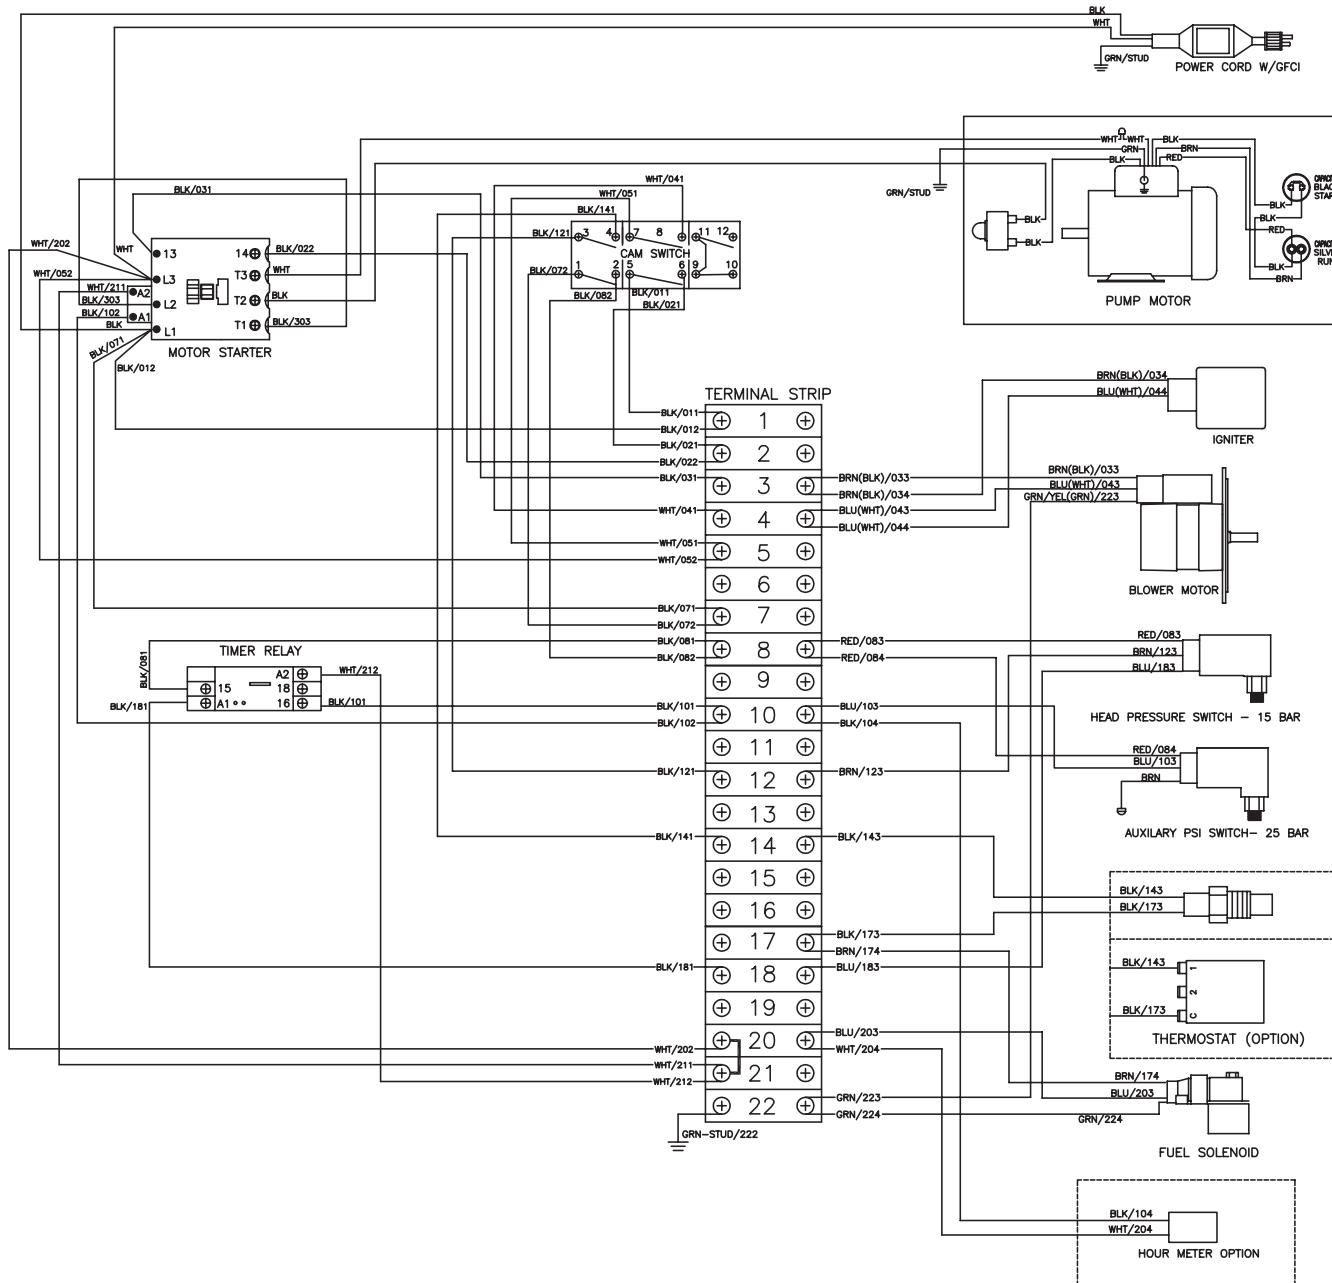 BLK
WHT
GRN/STUD
POWER CORD W/GFCI
WHT
WHT
BLK
GRN
BRN
BLK
RED
GRN/STUD
BLACK
BLK
BLK
RED
BLK
BRN
BLK
BLK
PUMP MOTOR
BLK/031
WHT/041
WHT/051
BLK/141
BLK/121
3
4
7
8
11
12
CAM SWITCH
1
2
5
6
9
10
BLK/072
BLK/082
BLK/011
BLK/021
WHT/202
WHT
WHT/052
WHT/211
BLK/303
BLK/102
BLK
BLK/071
BLK/012
13
L3
A2
L2
A1
L1
14
T3
T2
T1
BLK/022
WHT
BLK
BLK/303
MOTOR STARTER
TERMINAL STRIP
BLK/011
BLK/012
1
BLK/021
BLK/022
2
BLK/031
3
BRN(BLK)/033
BRN(BLK)/034
WHT/041
4
BLU(WHT)/043
BLU(WHT)/044
WHT/051
WHT/052
5
6
BLK/071
BLK/072
7
BLK/081
BLK/082
8
RED/083
RED/084
9
BLK/101
BLK/102
10
BLU/103
BLK/104
11
BLK/121
12
BRN/123
13
BLK/141
14
BLK/143
15
16
17
BLK/173
BRN/174
BLK/181
18
BLU/183
19
WHT/202
20
BLU/203
WHT/204
WHT/211
WHT/212
21
22
GRN/223
GRN/224
GRN-STUD/222
TIMER RELAY
BLK/081
BLK/181
15
A1
A2
18
16
WHT/212
BLK/101
BRN(BLK)/034
BLU(WHT)/044
IGNITER
BRN(BLK)/033
BLU(WHT)/043
GRN/YEL(GRN)/223
BLOWER MOTOR
RED/083
BRN/123
BLU/183
HEAD PRESSURE SWITCH - 15 BAR
RED/084
BLU/103
BRN
AUXILARY PSI SWITCH- 25 BAR
BLK/143
BLK/173
BLK/143
BLK/173
1
2
C
THERMOSTAT (OPTION)
BRN/174
BLU/203
GRN/224
FUEL SOLENOID
BLK/104
WHT/204
HOUR METER OPTION